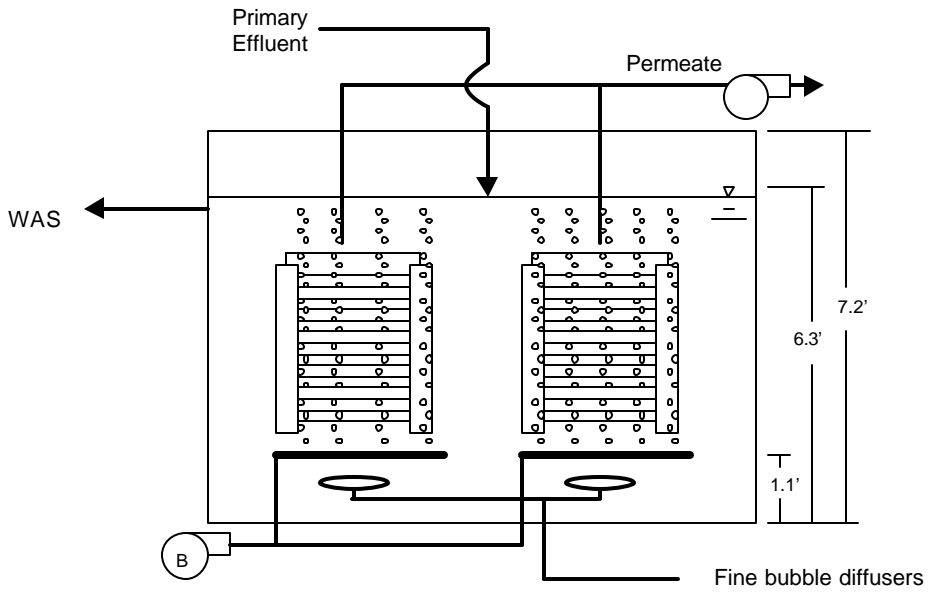 Primary
Effluent
Permeate
WAS
7.2’
6.3’
1.1’
B
Fine bubble diffusers